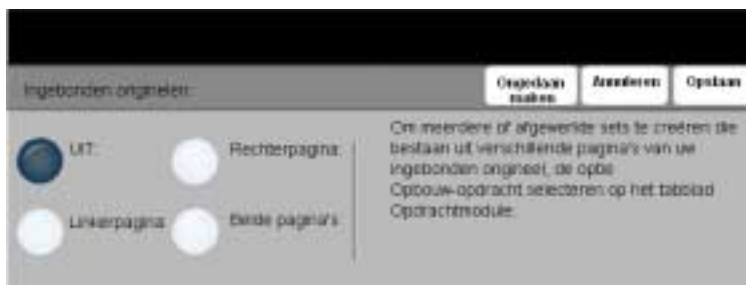 Ingebonden originelen:
Ongedaan
maken
Annuleren
Opslaan
UIT:
Rechterpagina:
Linkerpagina:
Beide pagina's
Om meerdere of afgewerkte sets te creëren die
bestaan uit verschillende pagina's van uw
ingebonden origineel, de optie
Opbouw-opdracht selecteren op het tabblad
Opdrachtmodule.